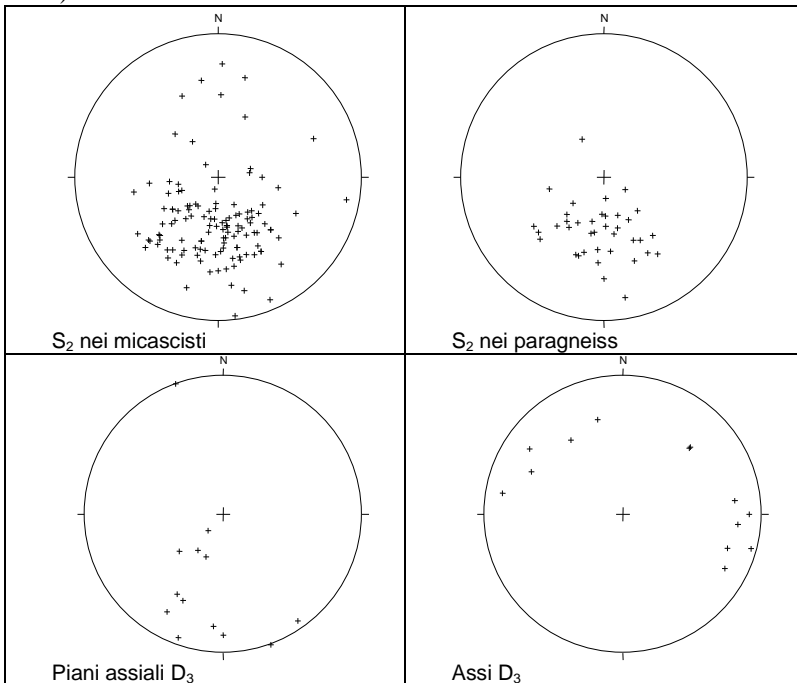 N
N
S₂ nei micascisti
S₂ nei paragneiss
N
N
Piani assiali D₃
Assi D₃